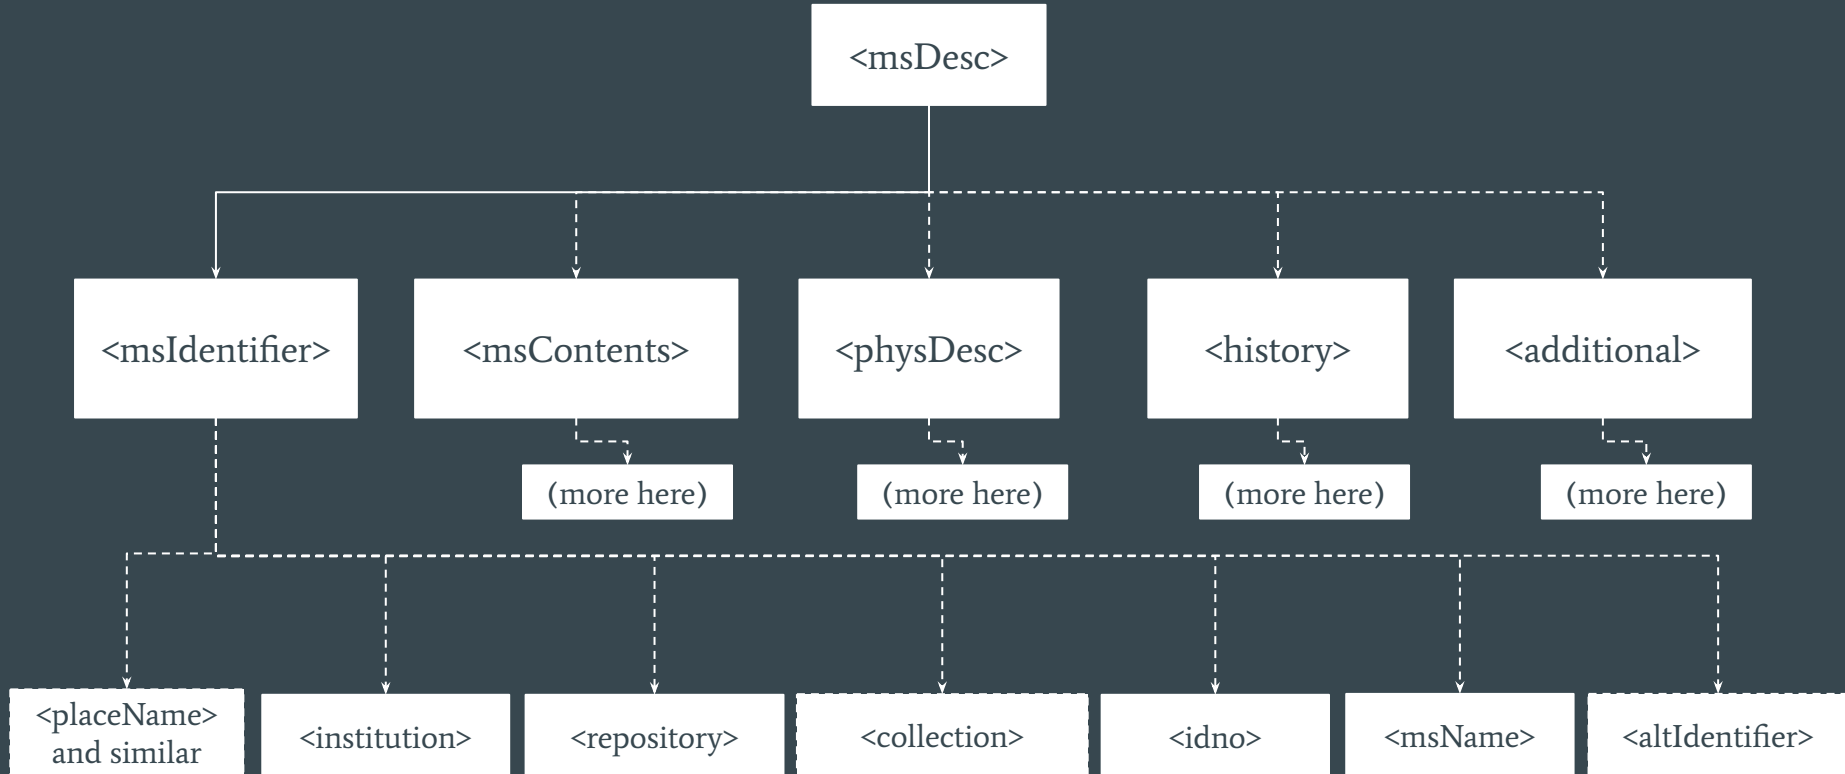 <msDesc>
<msIdentifier>
<msContents>
<physDesc>
<history>
<additional>
(more here)
(more here)
(more here)
(more here)
<placeName>
and similar
<institution>
<repository>
<collection>
<idno>
<msName>
<altIdentifier>